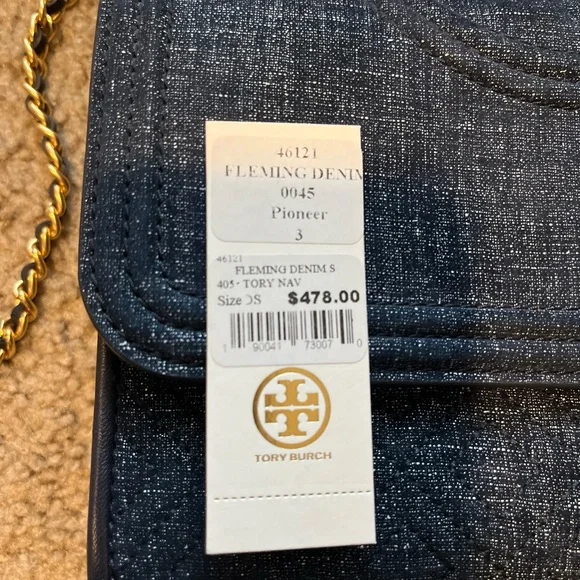 46121
FLEMING DENIM
0045
Pioneer
3
46121
FLEMING DENIM S
405- TORY NAV
Size OS $478.00
1 90041 73007 0
TORY BURCH